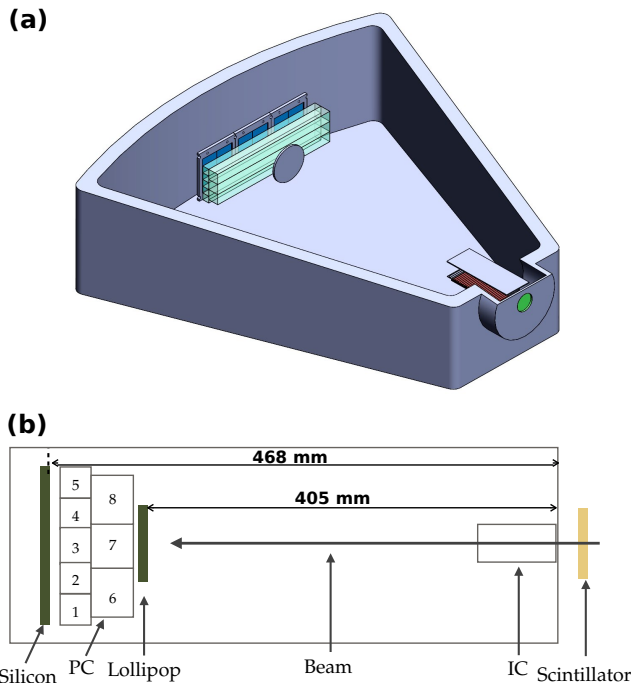 (a)
(b)
468 mm
405 mm
5
4
3
2
1
8
7
6
Silicon
PC
Lollipop
Beam
IC
Scintillator